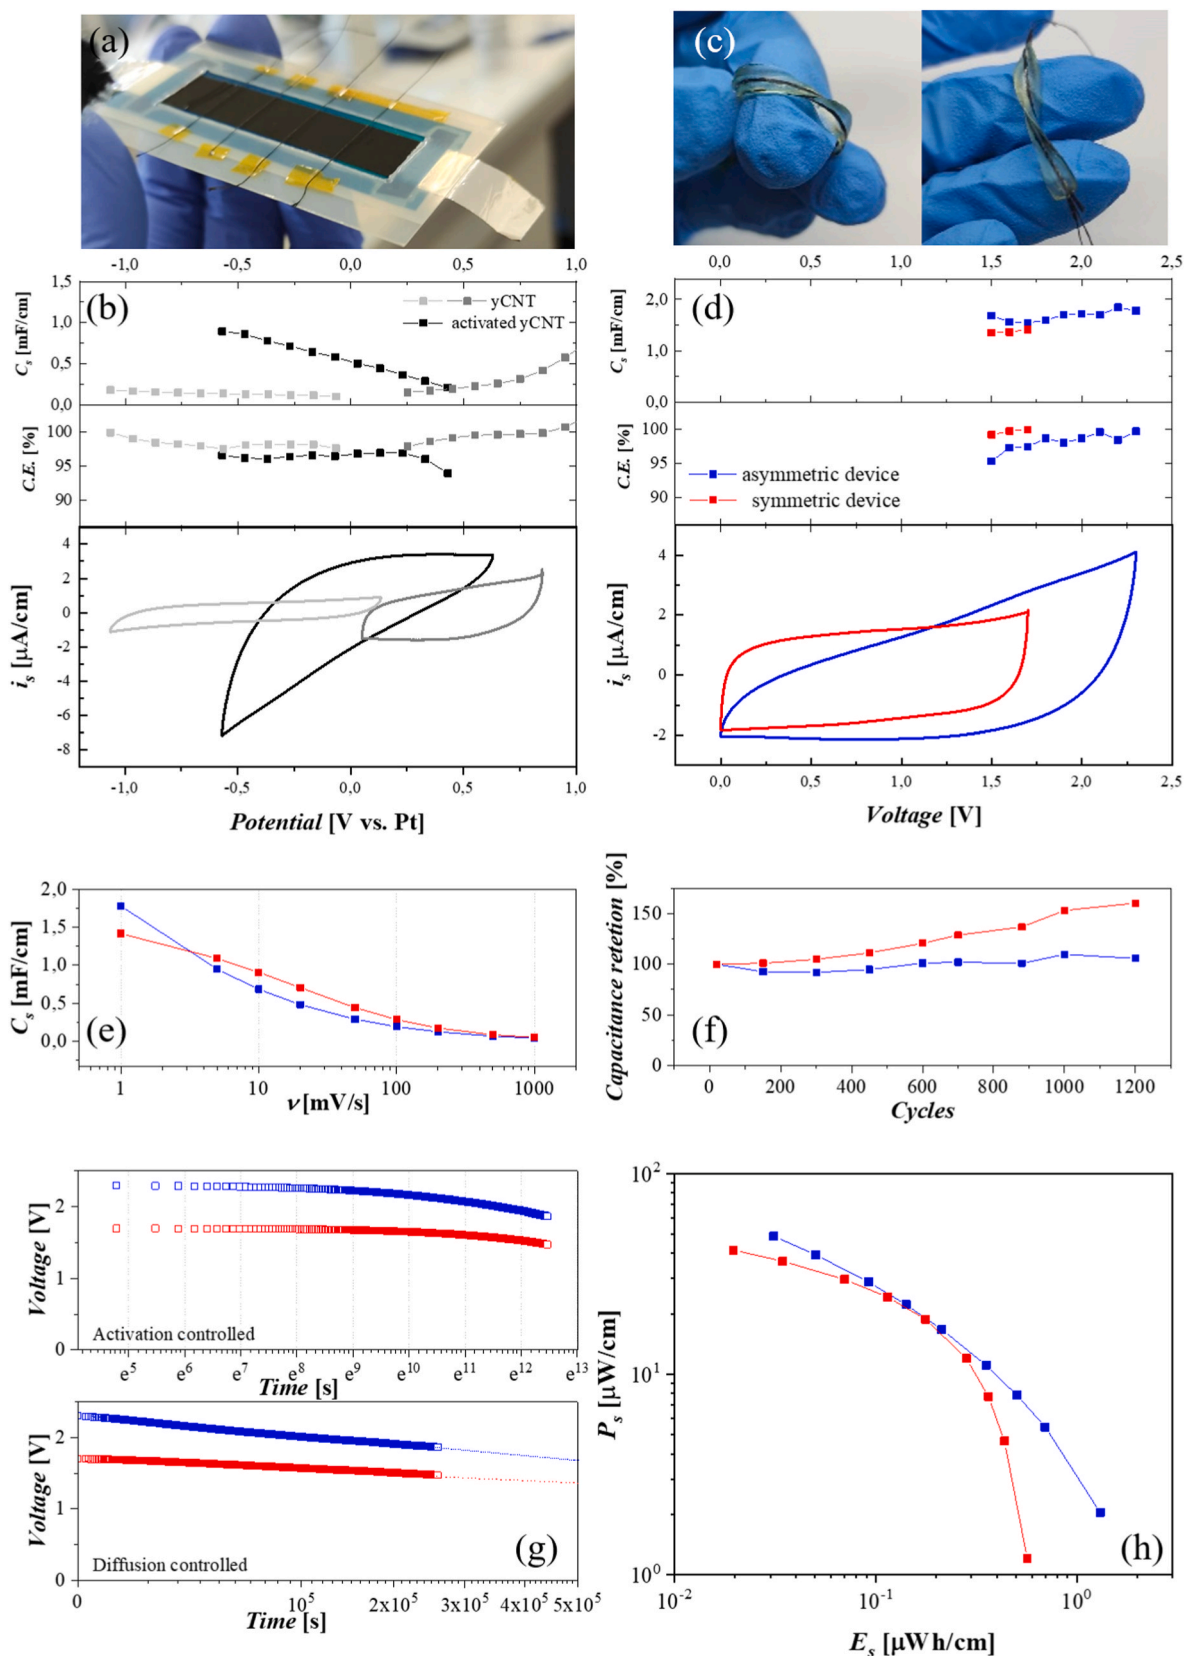 (a)
(c)
-1,0 -0,5 0,0 0,5 1,0
0,0 0,5 1,0 1,5 2,0 2,5
(b)
yCNT
activated yCNT
C_s [mF/cm]
1,5
1,0
0,5
0,0
C.E. [%]
100
95
90
i_s [µA/cm]
4
2
0
-2
-4
-6
-8
-1,0 -0,5 0,0 0,5 1,0
Potential [V vs. Pt]
(d)
C_s [mF/cm]
2,0
1,0
2,0
C.E. [%]
100
95
90
asymmetric device
symmetric device
i_s [µA/cm]
4
2
0
-2
0,0 0,5 1,0 1,5 2,0 2,5
Voltage [V]
C_s [mF/cm]
2,0
1,5
1,0
0,5
0,0
(e)
1 10 100 1000
ν [mV/s]
Capacitance retetion [%]
150
100
50
0
(f)
0 200 400 600 800 1000 1200
Cycles
Voltage [V]
2
1
0
Activation controlled
e^5 e^6 e^7 e^8 e^9 e^10 e^11 e^12 e^13
Time [s]
Voltage [V]
2
1
0
Diffusion controlled
(g)
0 10^5 2x10^5 3x10^5 4x10^5 5x10^5
Time [s]
P_s [µW/cm]
10^2
10^1
10^0
(h)
10^-2 10^-1 10^0
E_s [µWh/cm]